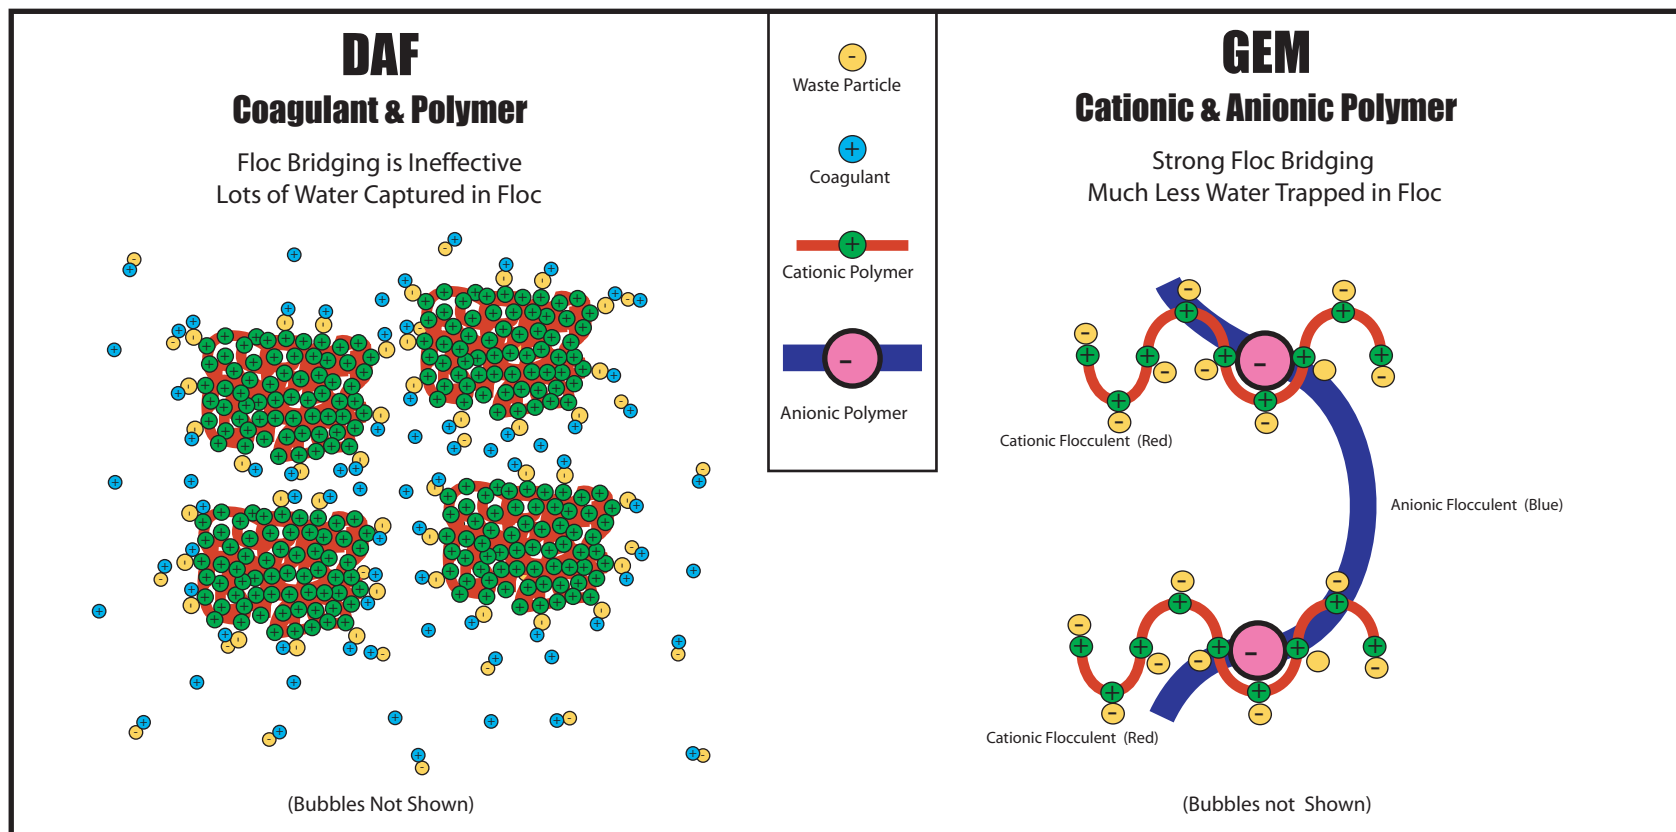 DAF
Coagulant & Polymer
Floc Bridging is Ineffective
Lots of Water Captured in Floc
(Bubbles Not Shown)
Waste Particle
Coagulant
Cationic Polymer
Anionic Polymer
GEM
Cationic & Anionic Polymer
Strong Floc Bridging
Much Less Water Trapped in Floc
Cationic Flocculent (Red)
Anionic Flocculent (Blue)
Cationic Flocculent (Red)
(Bubbles not Shown)